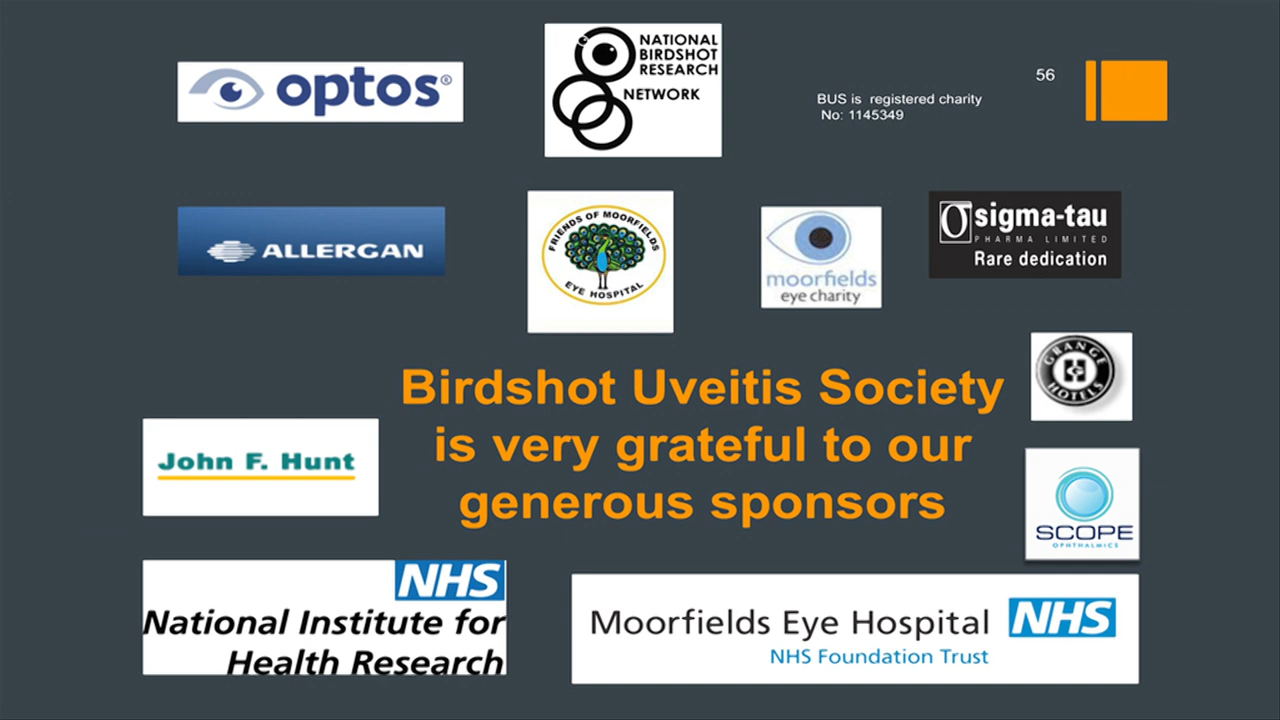 optos®
NATIONAL
BIRDSHOT
RESEARCH
NETWORK
56
BUS is registered charity
No: 1145349
ALLERGAN
FRIENDS OF MOORFIELDS
EYE HOSPITAL
moorfields
eye charity
sigma-tau
PHARMA LIMITED
Rare dedication
GRANGE
HOTELS
Birdshot Uveitis Society
is very grateful to our
generous sponsors
John F. Hunt
SCOPE
OPHTHALMICS
NHS
National Institute for
Health Research
Moorfields Eye Hospital NHS
NHS Foundation Trust